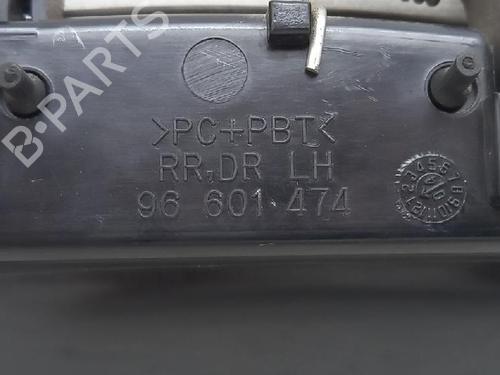 B-PARTS
>PC+PBT<
RR,DR LH
96 601 474